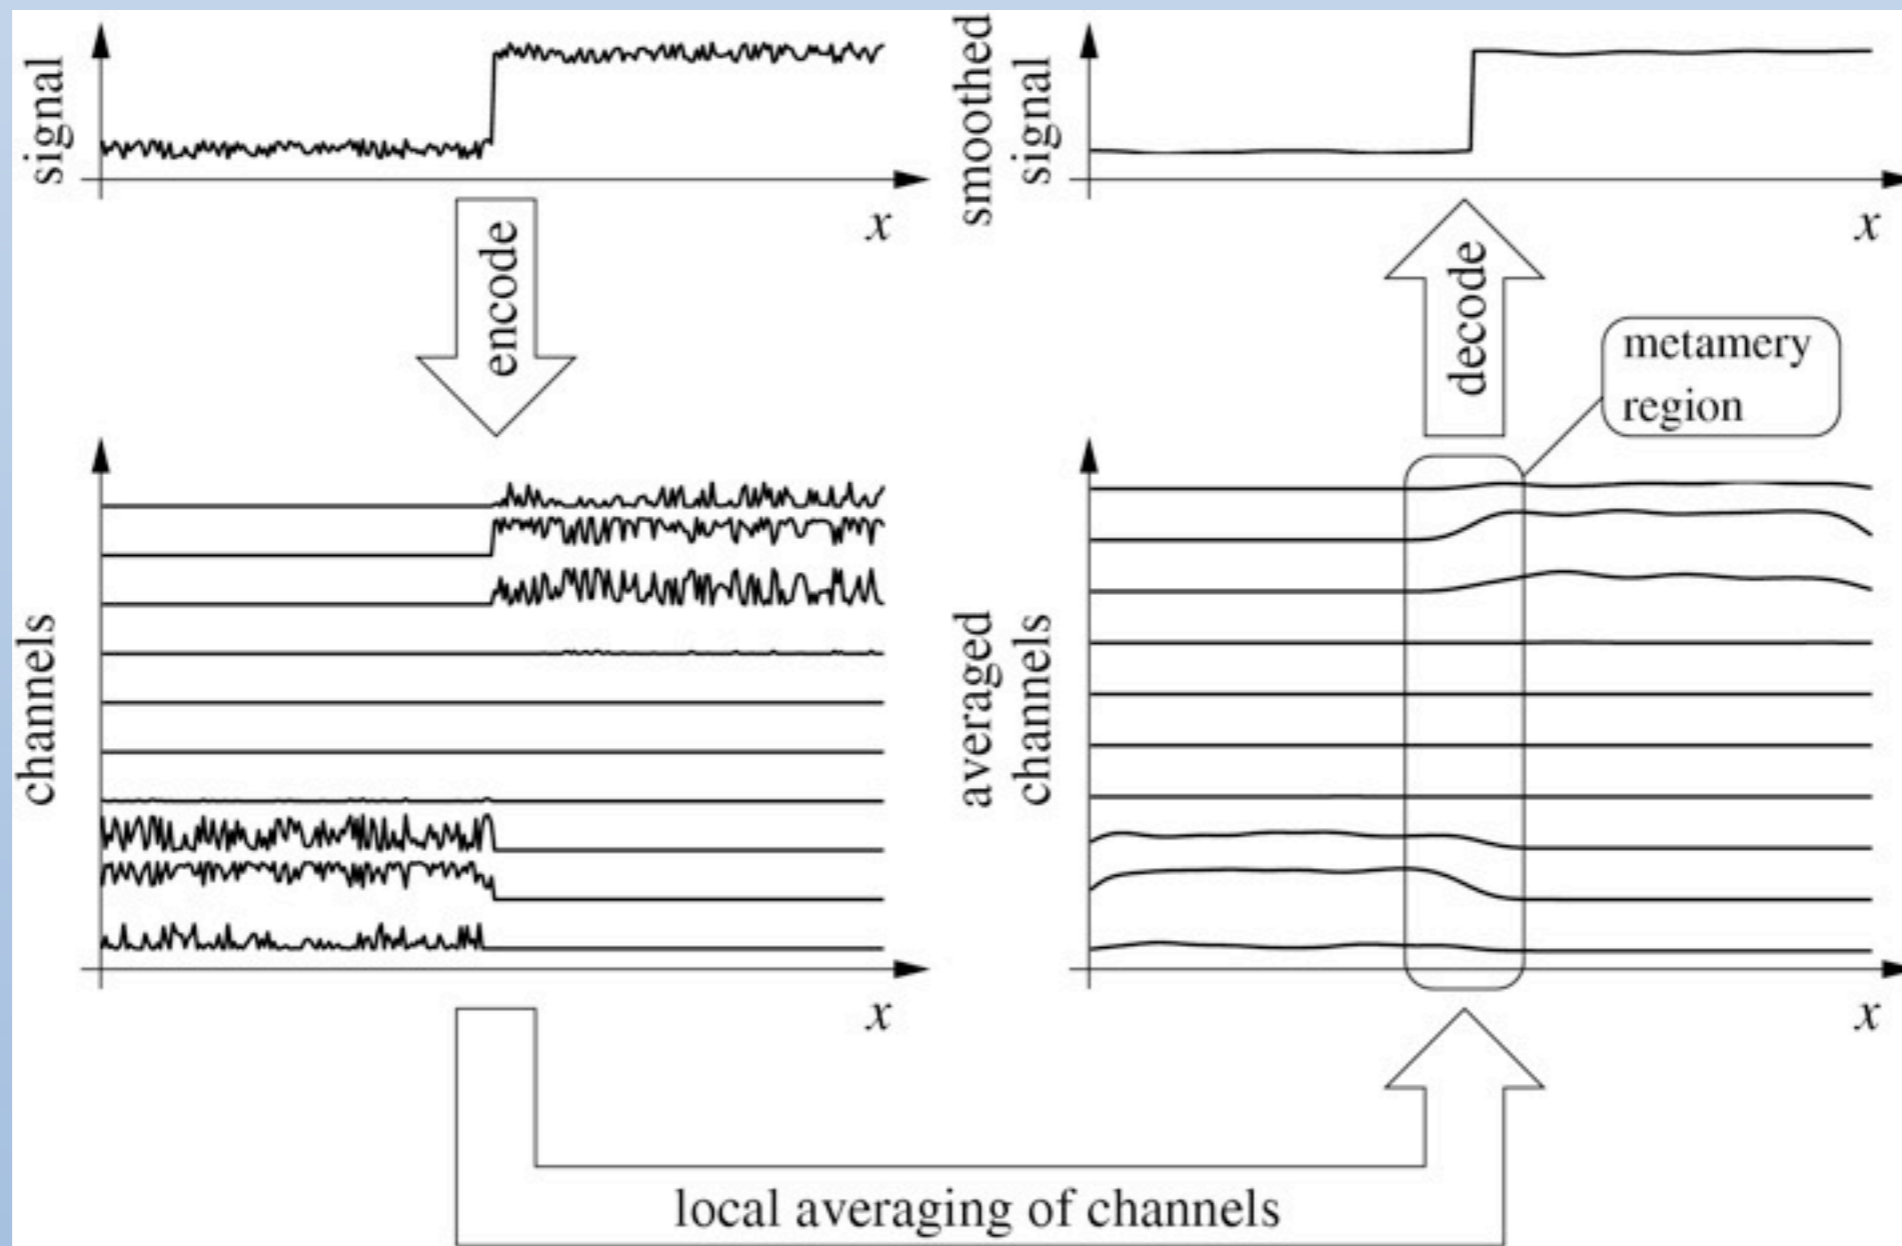 signal
x
encode
smoothed
signal
x
decode
metamery
region
channels
x
averaged
channels
x
local averaging of channels